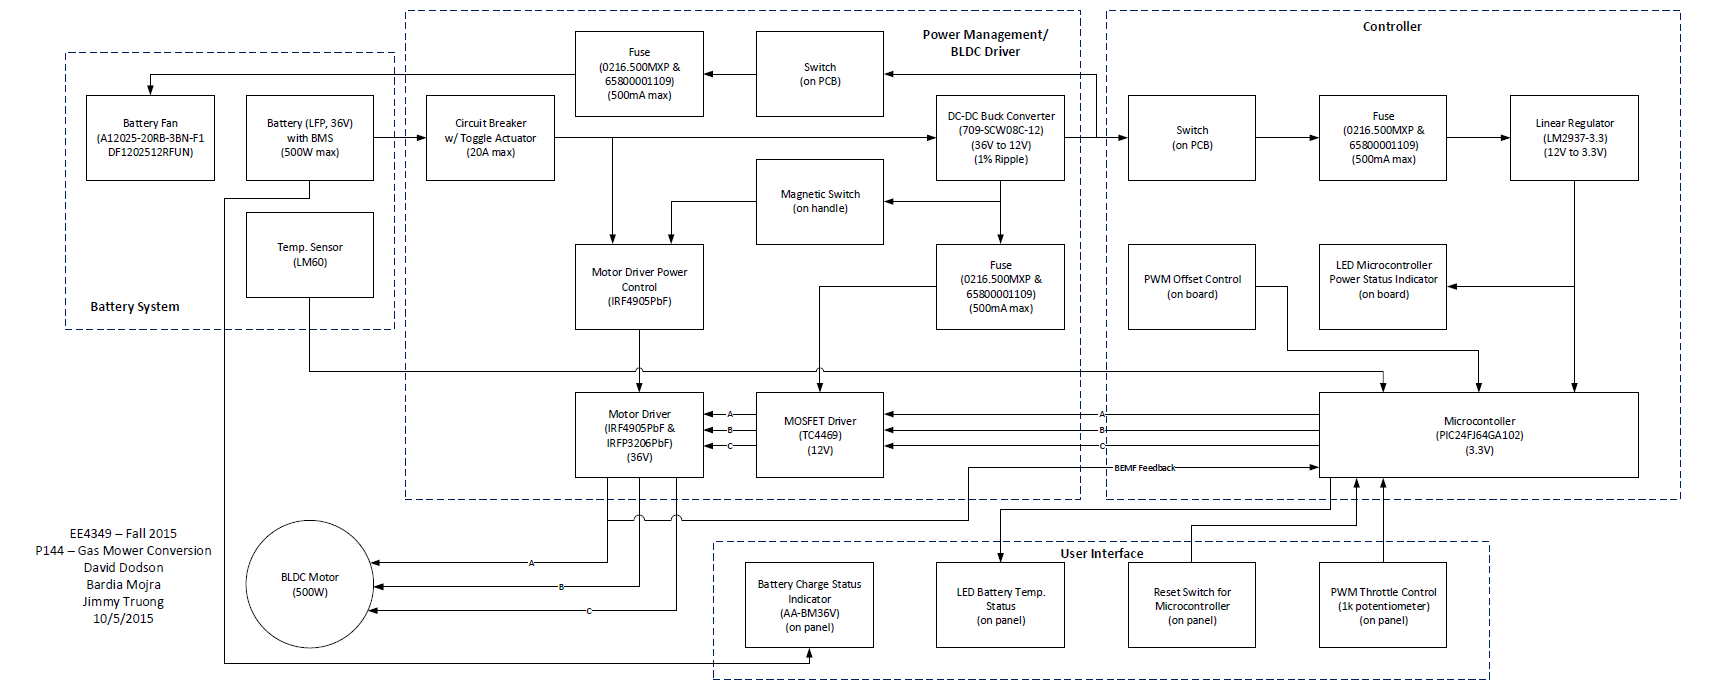 Power Management/
BLDC Driver
Controller
Fuse
(0216.500MXP &
65800001109)
(500mA max)
Switch
(on PCB)
Battery Fan
(A12025-20RB-3BN-F1
DF1202512RFUN)
Battery (LFP, 36V)
with BMS
(500W max)
Circuit Breaker
w/ Toggle Actuator
(20A max)
DC-DC Buck Converter
(709-SCW08C-12)
(36V to 12V)
(1% Ripple)
Switch
(on PCB)
Fuse
(0216.500MXP &
65800001109)
(500mA max)
Linear Regulator
(LM2937-3.3)
(12V to 3.3V)
Magnetic Switch
(on handle)
Temp. Sensor
(LM60)
Battery System
Motor Driver Power
Control
(IRF4905PbF)
Fuse
(0216.500MXP &
65800001109)
(500mA max)
PWM Offset Control
(on board)
LED Microcontroller
Power Status Indicator
(on board)
Motor Driver
(IRF4905PbF &
IRFP3206PbF)
(36V)
A
B
C
MOSFET Driver
(TC4469)
(12V)
A
B
C
BEMF Feedback
Microcontoller
(PIC24FJ64GA102)
(3.3V)
EE4349 – Fall 2015
P144 – Gas Mower Conversion
David Dodson
Bardia Mojra
Jimmy Truong
10/5/2015
BLDC Motor
(500W)
A
B
C
User Interface
Battery Charge Status
Indicator
(AA-BM36V)
(on panel)
LED Battery Temp.
Status
(on panel)
Reset Switch for
Microcontroller
(on panel)
PWM Throttle Control
(1k potentiometer)
(on panel)